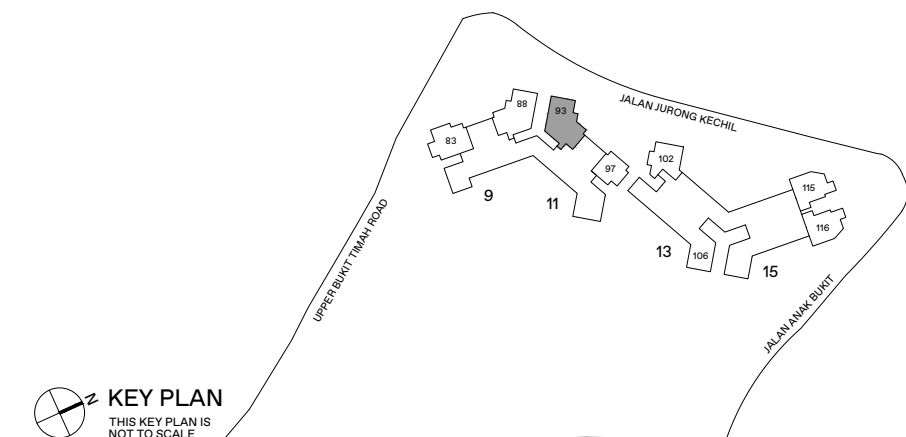 JALAN JURONG KECHIL
88
93
83
97
102
115
116
106
9
11
13
15
UPPER BUKIT TIMAH ROAD
JALAN ANAK BUKIT
N
KEY PLAN
THIS KEY PLAN IS
NOT TO SCALE